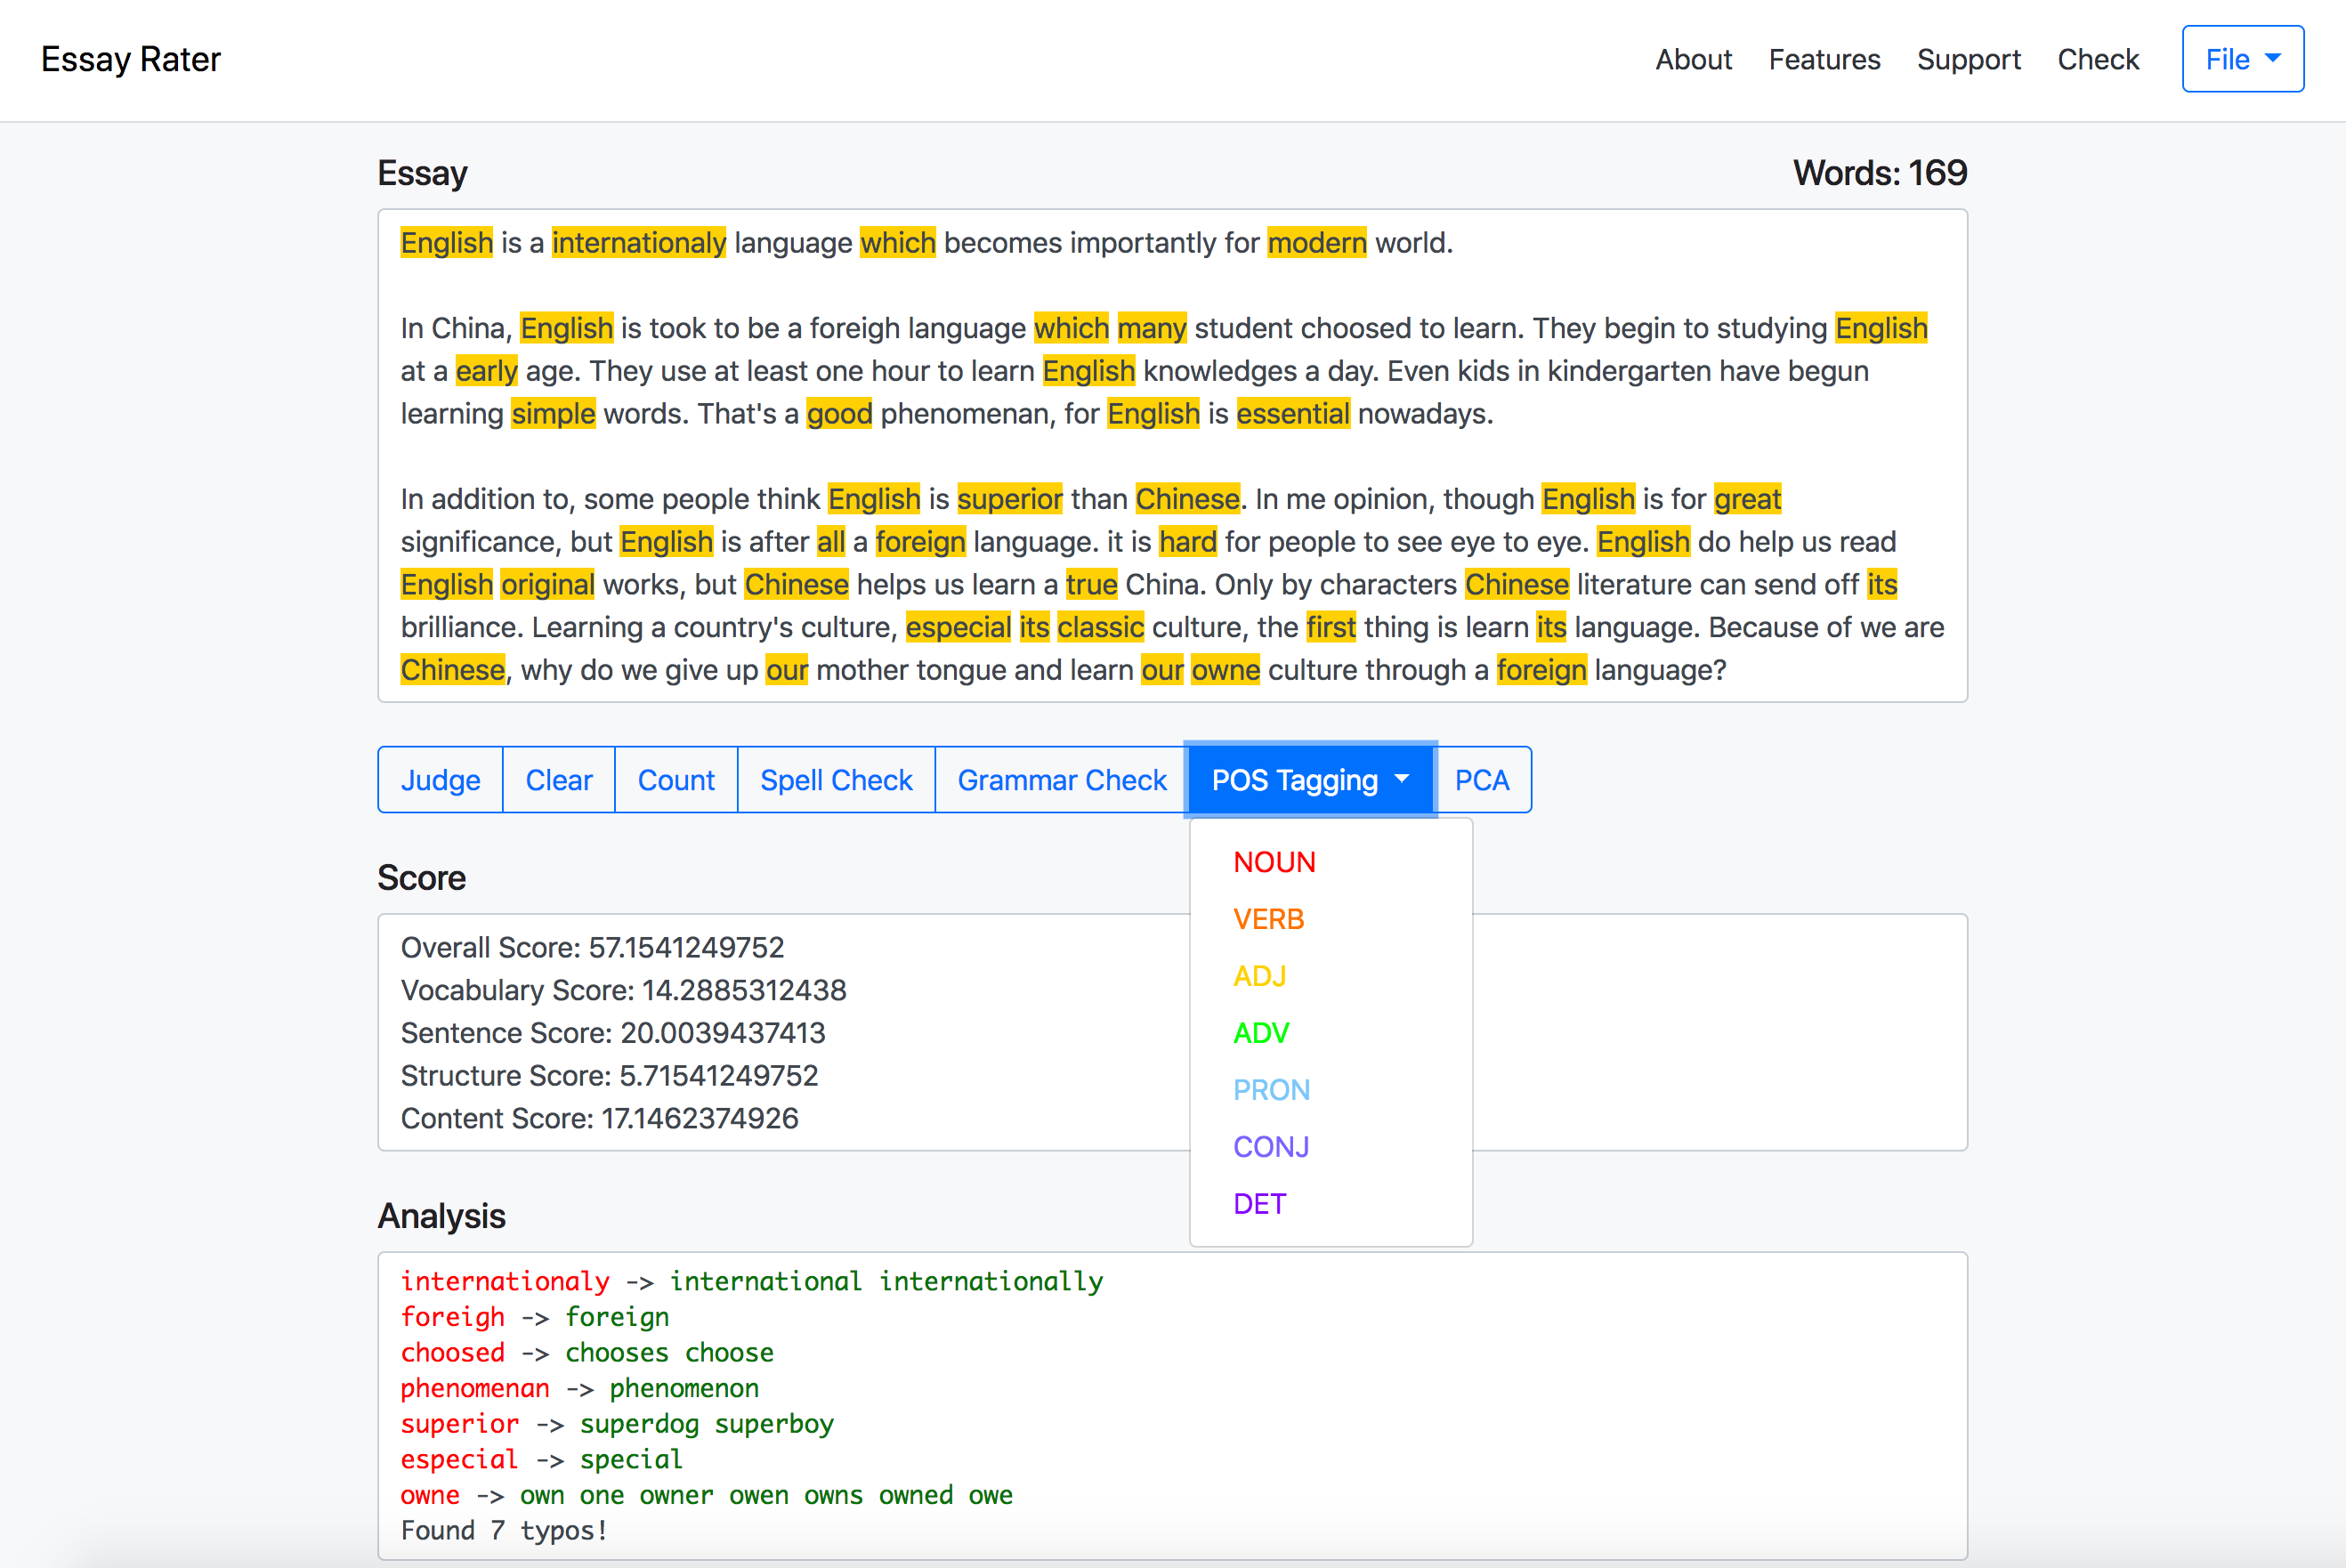 Essay Rater
About Features Support Check File
Essay
Words: 169
English is a internationaly language which becomes importantly for modern world.
In China, English is took to be a foreigh language which many student choosed to learn. They begin to studying English
at a early age. They use at least one hour to learn English knowledges a day. Even kids in kindergarten have begun
learning simple words. That's a good phenomenan, for English is essential nowadays.
In addition to, some people think English is superior than Chinese. In me opinion, though English is for great
significance, but English is after all a foreign language. it is hard for people to see eye to eye. English do help us read
English original works, but Chinese helps us learn a true China. Only by characters Chinese literature can send off its
brilliance. Learning a country's culture, especial its classic culture, the first thing is learn its language. Because of we are
Chinese, why do we give up our mother tongue and learn our owne culture through a foreign language?
Judge Clear Count Spell Check Grammar Check POS Tagging PCA
NOUN
VERB
ADJ
ADV
PRON
CONJ
DET
Score
Overall Score: 57.1541249752
Vocabulary Score: 14.2885312438
Sentence Score: 20.0039437413
Structure Score: 5.71541249752
Content Score: 17.1462374926
Analysis
internationaly -> international internationally
foreigh -> foreign
choosed -> chooses choose
phenomenan -> phenomenon
superior -> superdog superboy
especial -> special
owne -> own one owner owen owns owned owe
Found 7 typos!